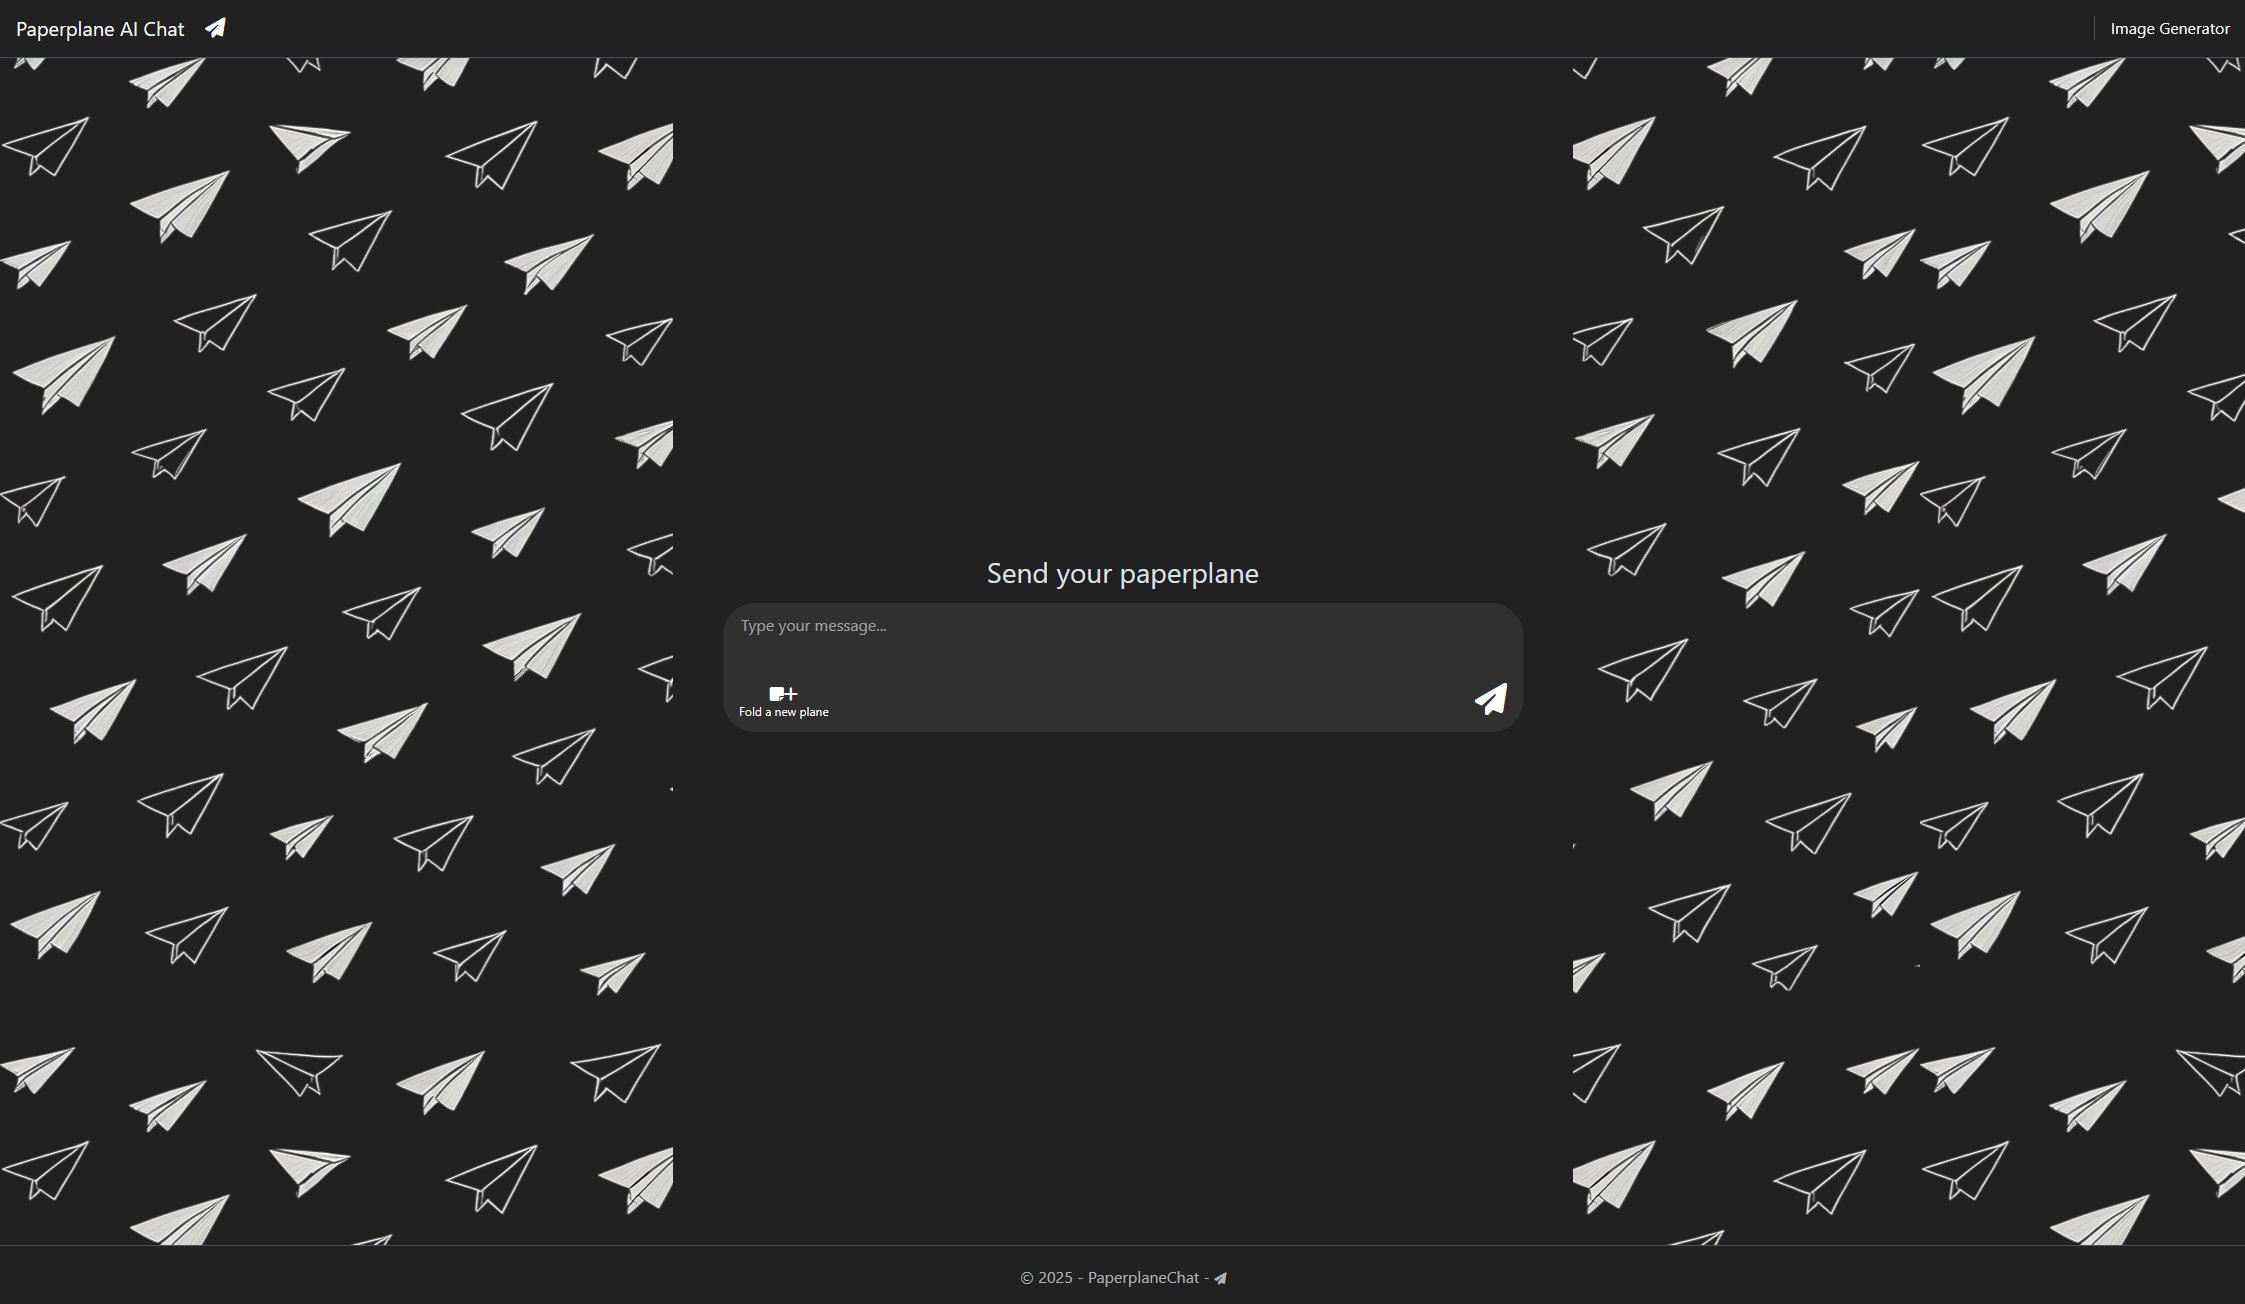 Paperplane AI Chat
Image Generator
Send your paperplane
Type your message...
Fold a new plane
© 2025 - PaperplaneChat -